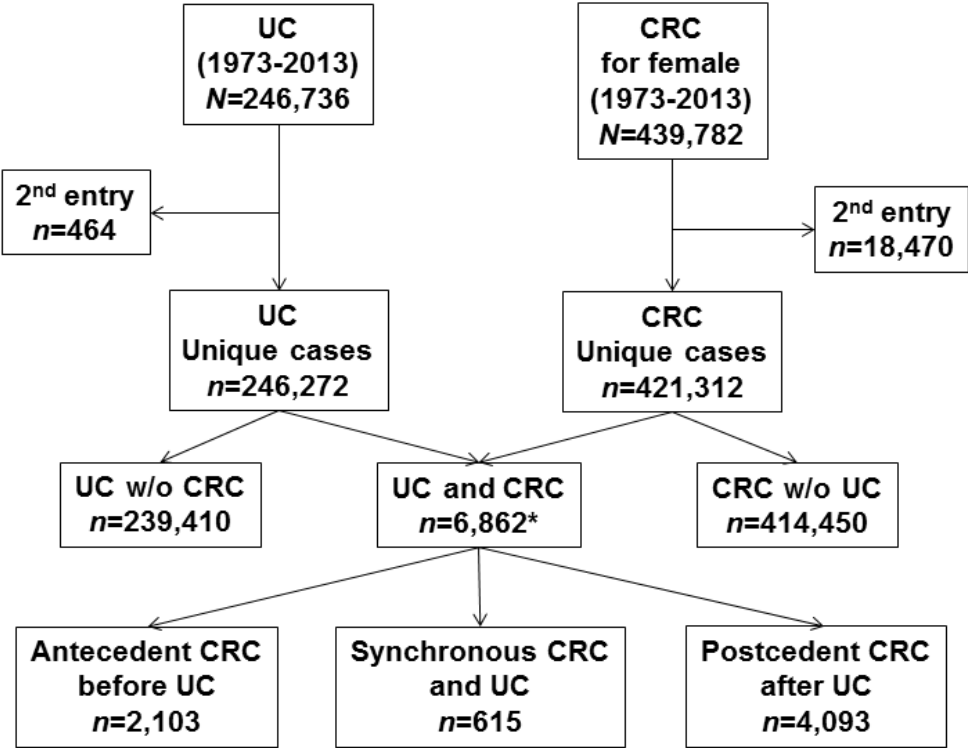 UC
(1973-2013)
N=246,736
CRC
for female
(1973-2013)
N=439,782
2nd entry
n=464
2nd entry
n=18,470
UC
Unique cases
n=246,272
CRC
Unique cases
n=421,312
UC w/o CRC
n=239,410
UC and CRC
n=6,862*
CRC w/o UC
n=414,450
Antecedent CRC
before UC
n=2,103
Synchronous CRC
and UC
n=615
Postcedent CRC
after UC
n=4,093